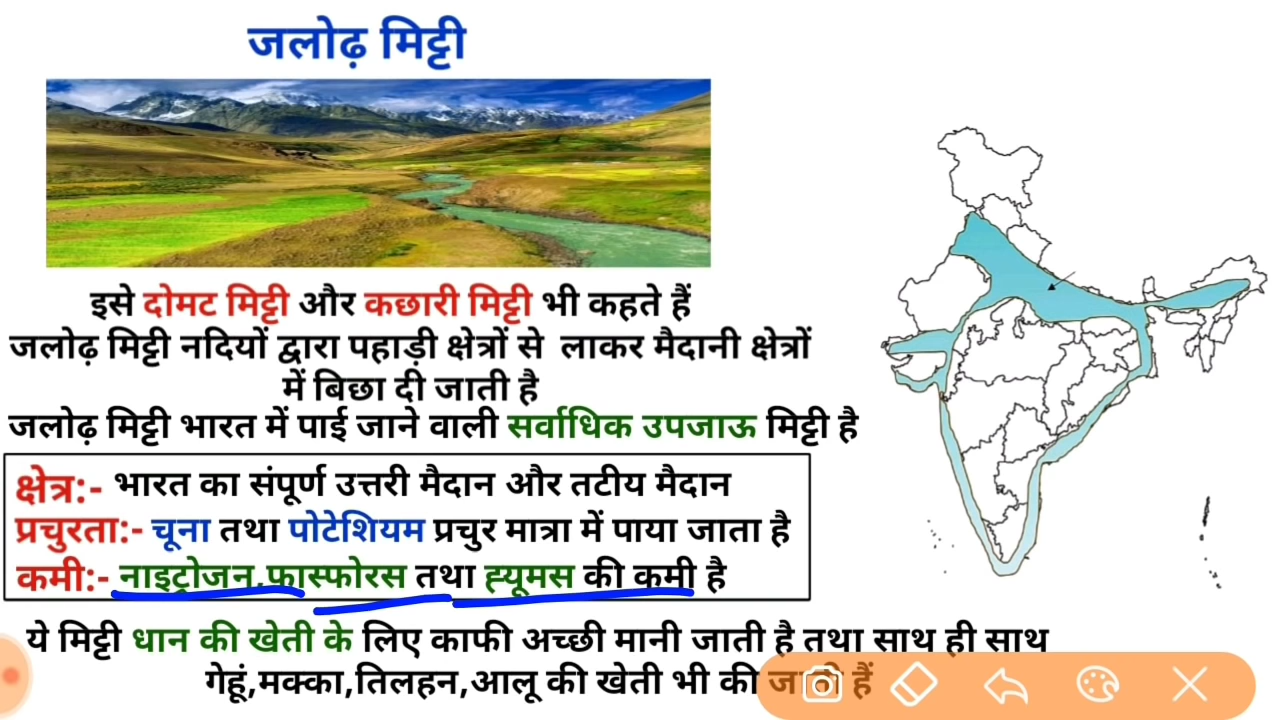 जलोढ़ मिट्टी
इसे दोमट मिट्टी और कछारी मिट्टी भी कहते हैं
जलोढ़ मिट्टी नदियों द्वारा पहाड़ी क्षेत्रों से लाकर मैदानी क्षेत्रों
में बिछा दी जाती है
जलोढ़ मिट्टी भारत में पाई जाने वाली सर्वाधिक उपजाऊ मिट्टी है
क्षेत्र:- भारत का संपूर्ण उत्तरी मैदान और तटीय मैदान
प्रचुरता:- चूना तथा पोटेशियम प्रचुर मात्रा में पाया जाता है
कमी:- नाइट्रोजन,फास्फोरस तथा ह्यूमस की कमी है
ये मिट्टी धान की खेती के लिए काफी अच्छी मानी जाती है तथा साथ ही साथ
गेहूं,मक्का,तिलहन,आलू की खेती भी की जाती हैं